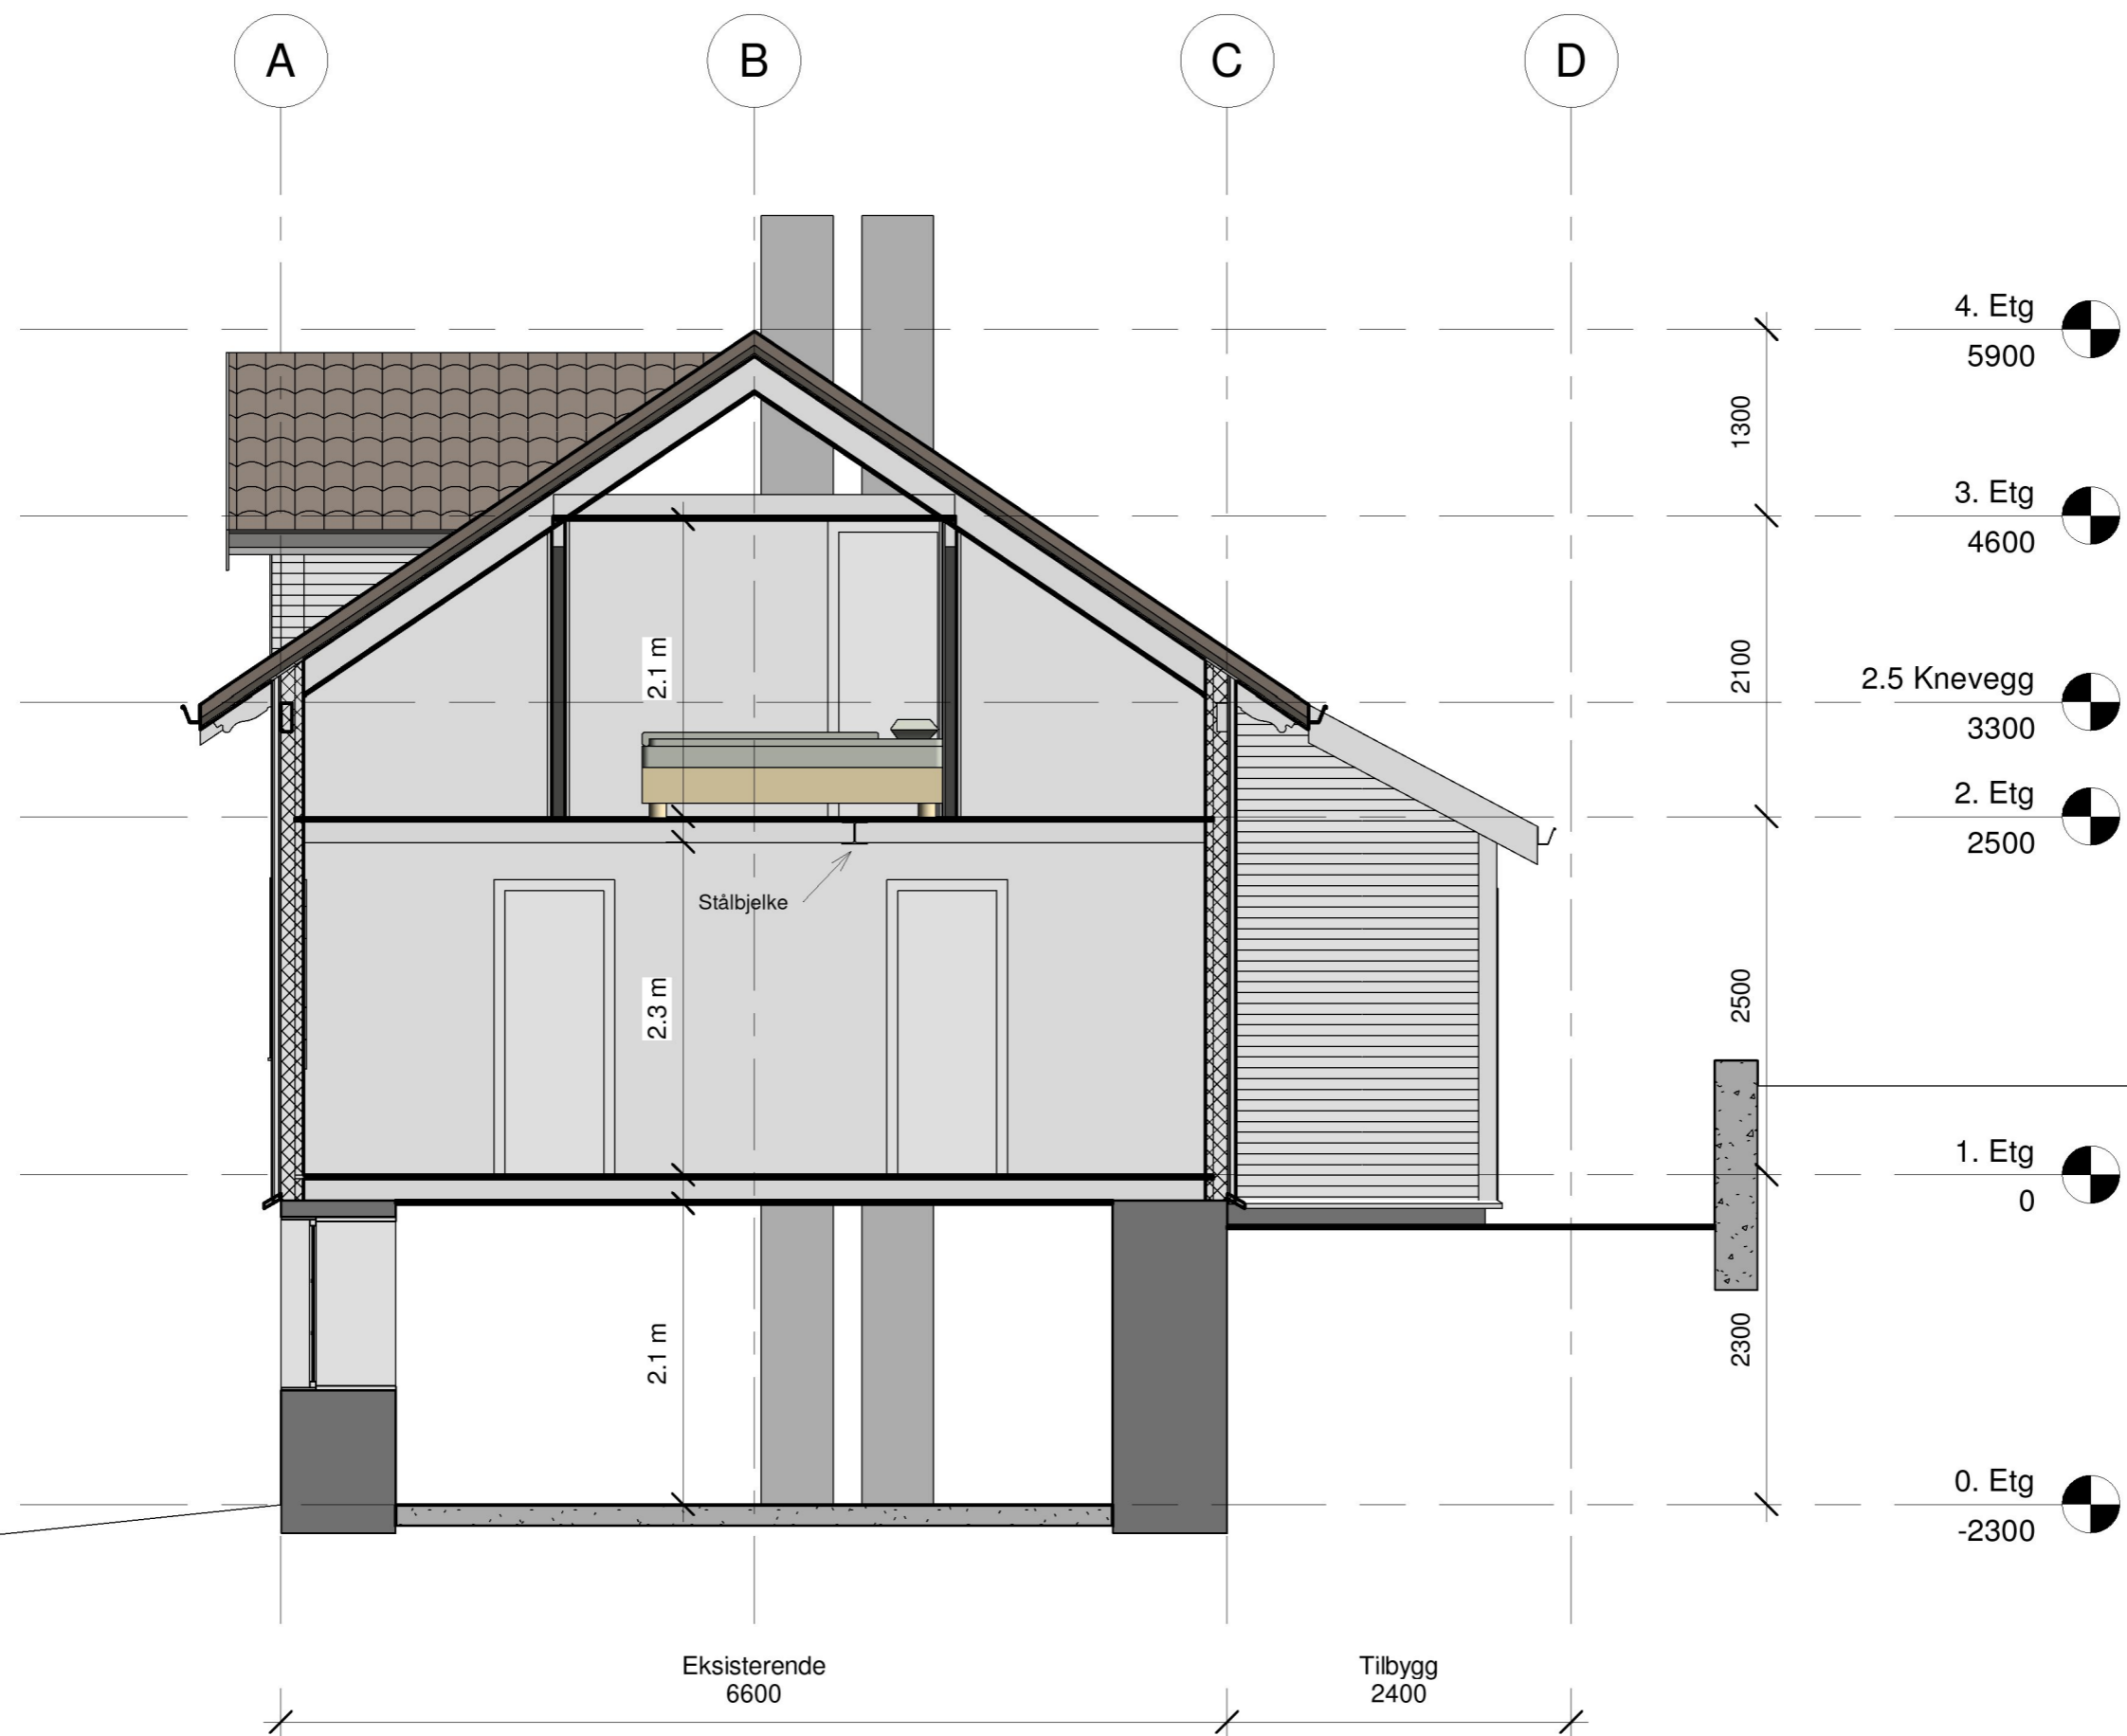 A
B
C
D
4. Etg
5900
1300
3. Etg
4600
2.1 m
2100
2.5 Knevegg
3300
2. Etg
2500
Stålbjelke
2.3 m
2500
1. Etg
0
2.1 m
2300
0. Etg
-2300
Eksisterende
6600
Tilbygg
2400